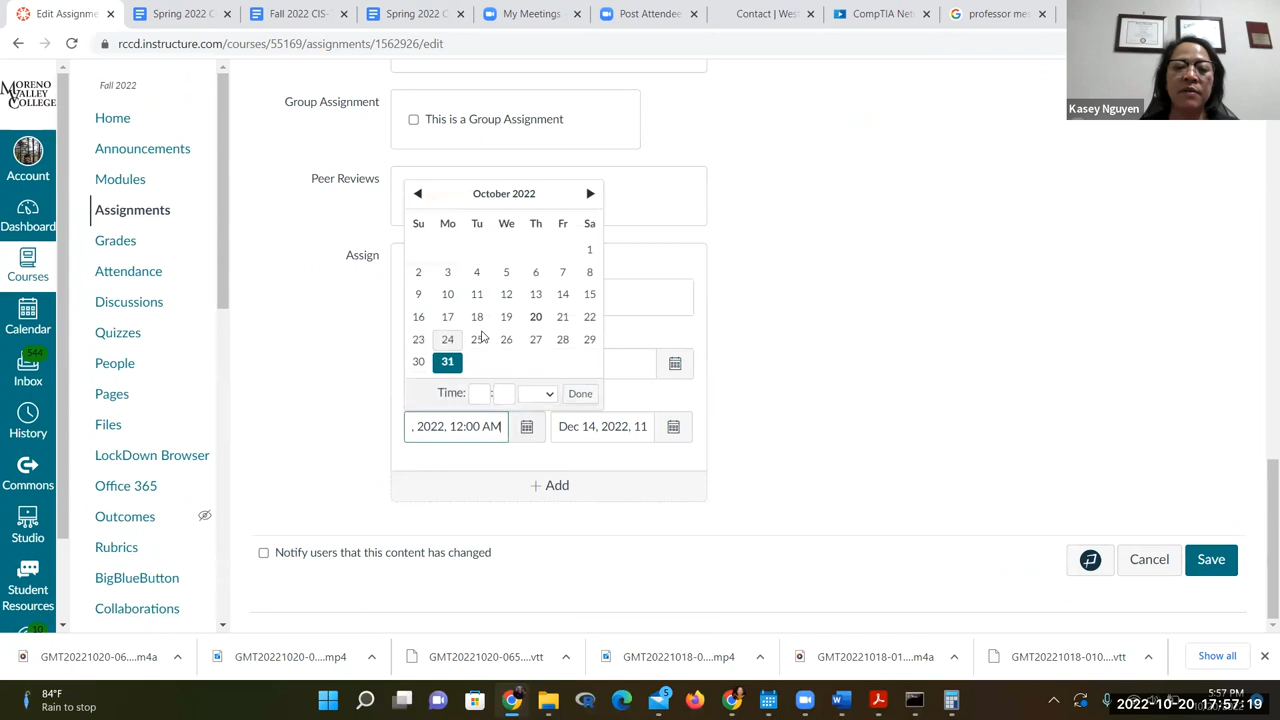 Edit Assignme
Spring 2022 C
Fall 2022 CIS-
Spring 2022
My Meetings
Post Attendee
Contact | Wes
CompTIA Net
professor me
rccd.instructure.com/courses/55169/assignments/1562926/edit
Kasey Nguyen
MORENO
VALLEY
COLLEGE
Account
Dashboard
Courses
Calendar
544
Inbox
History
Commons
Studio
Student
Resources
10
Fall 2022
Home
Announcements
Modules
Assignments
Grades
Attendance
Discussions
Quizzes
People
Pages
Files
LockDown Browser
Office 365
Outcomes
Rubrics
BigBlueButton
Collaborations
Group Assignment
This is a Group Assignment
Peer Reviews
Assign
October 2022
Su Mo Tu We Th Fr Sa
1
2 3 4 5 6 7 8
9 10 11 12 13 14 15
16 17 18 19 20 21 22
23 24 25 26 27 28 29
30 31
Time: : Done
, 2022, 12:00 AM
Dec 14, 2022, 11
+ Add
Notify users that this content has changed
Cancel
Save
GMT20221020-06....m4a
GMT20221020-0....mp4
GMT20221020-065....vtt
GMT20221018-0....mp4
GMT20221018-01....m4a
GMT20221018-010....vtt
Show all
84°F
Rain to stop
5
5:57 PM
2022-10-20 17:57:19